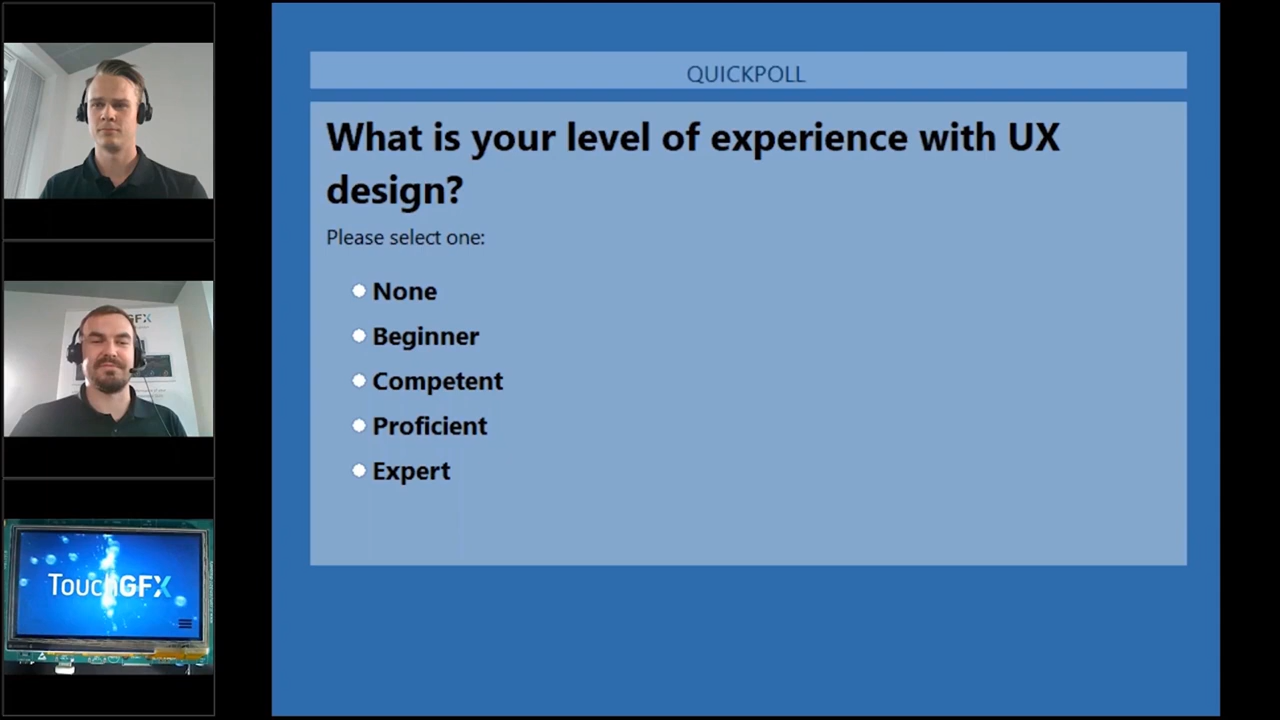 QUICKPOLL
What is your level of experience with UX
design?
Please select one:
None
Beginner
Competent
Proficient
Expert
GFX
TouchGFX